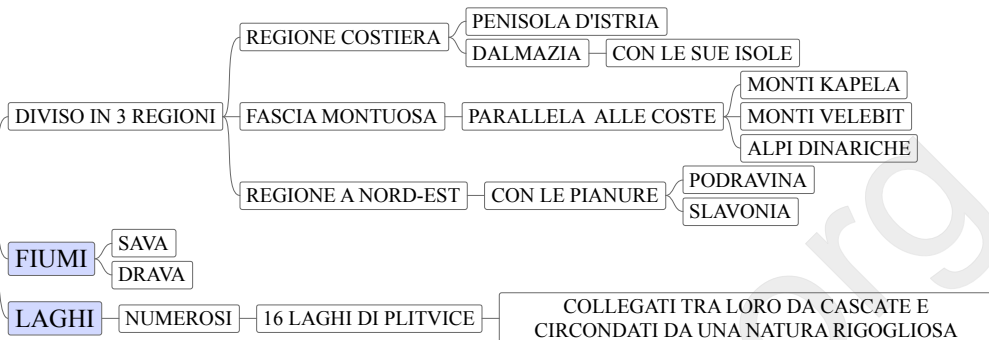 PENISOLA D'ISTRIA
REGIONE COSTIERA
DALMAZIA
CON LE SUE ISOLE
MONTI KAPELA
DIVISO IN 3 REGIONI
FASCIA MONTUOSA
PARALLELA ALLE COSTE
MONTI VELEBIT
ALPI DINARICHE
REGIONE A NORD-EST
CON LE PIANURE
PODRAVINA
SLAVONIA
FIUMI
SAVA
DRAVA
LAGHI
NUMEROSI
16 LAGHI DI PLITVICE
COLLEGATI TRA LORO DA CASCATE E
CIRCONDATI DA UNA NATURA RIGOGLIOSA
org